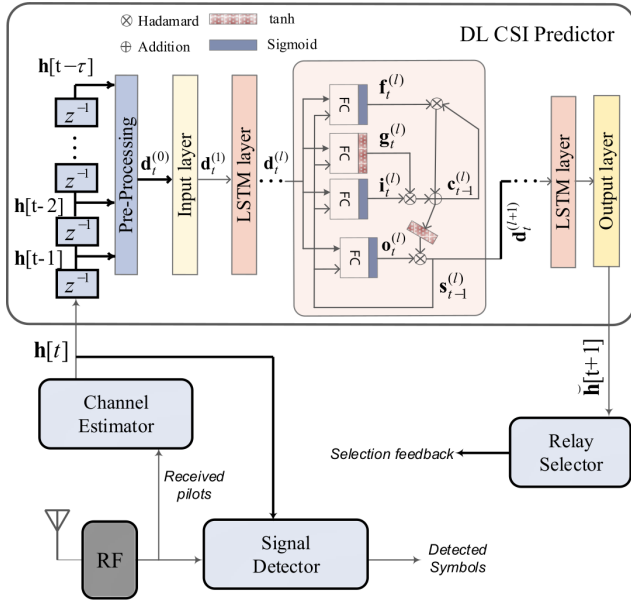 Hadamard
tanh
Addition
Sigmoid
DL CSI Predictor
h[t−τ]
z⁻¹
z⁻¹
h[t-2]
z⁻¹
h[t-1]
z⁻¹
Pre-Processing
d_t^(0)
Input layer
d_t^(1)
LSTM layer
d_t^(l)
FC
f_t^(l)
FC
g_t^(l)
FC
i_t^(l)
c_{t−1}^(l)
FC
o_t^(l)
s_{t−1}^(l)
d_t^(l+1)
LSTM layer
Output layer
h[t]
h̆[t+1]
Channel
Estimator
Relay
Selector
Selection feedback
Received
pilots
RF
Signal
Detector
Detected
Symbols